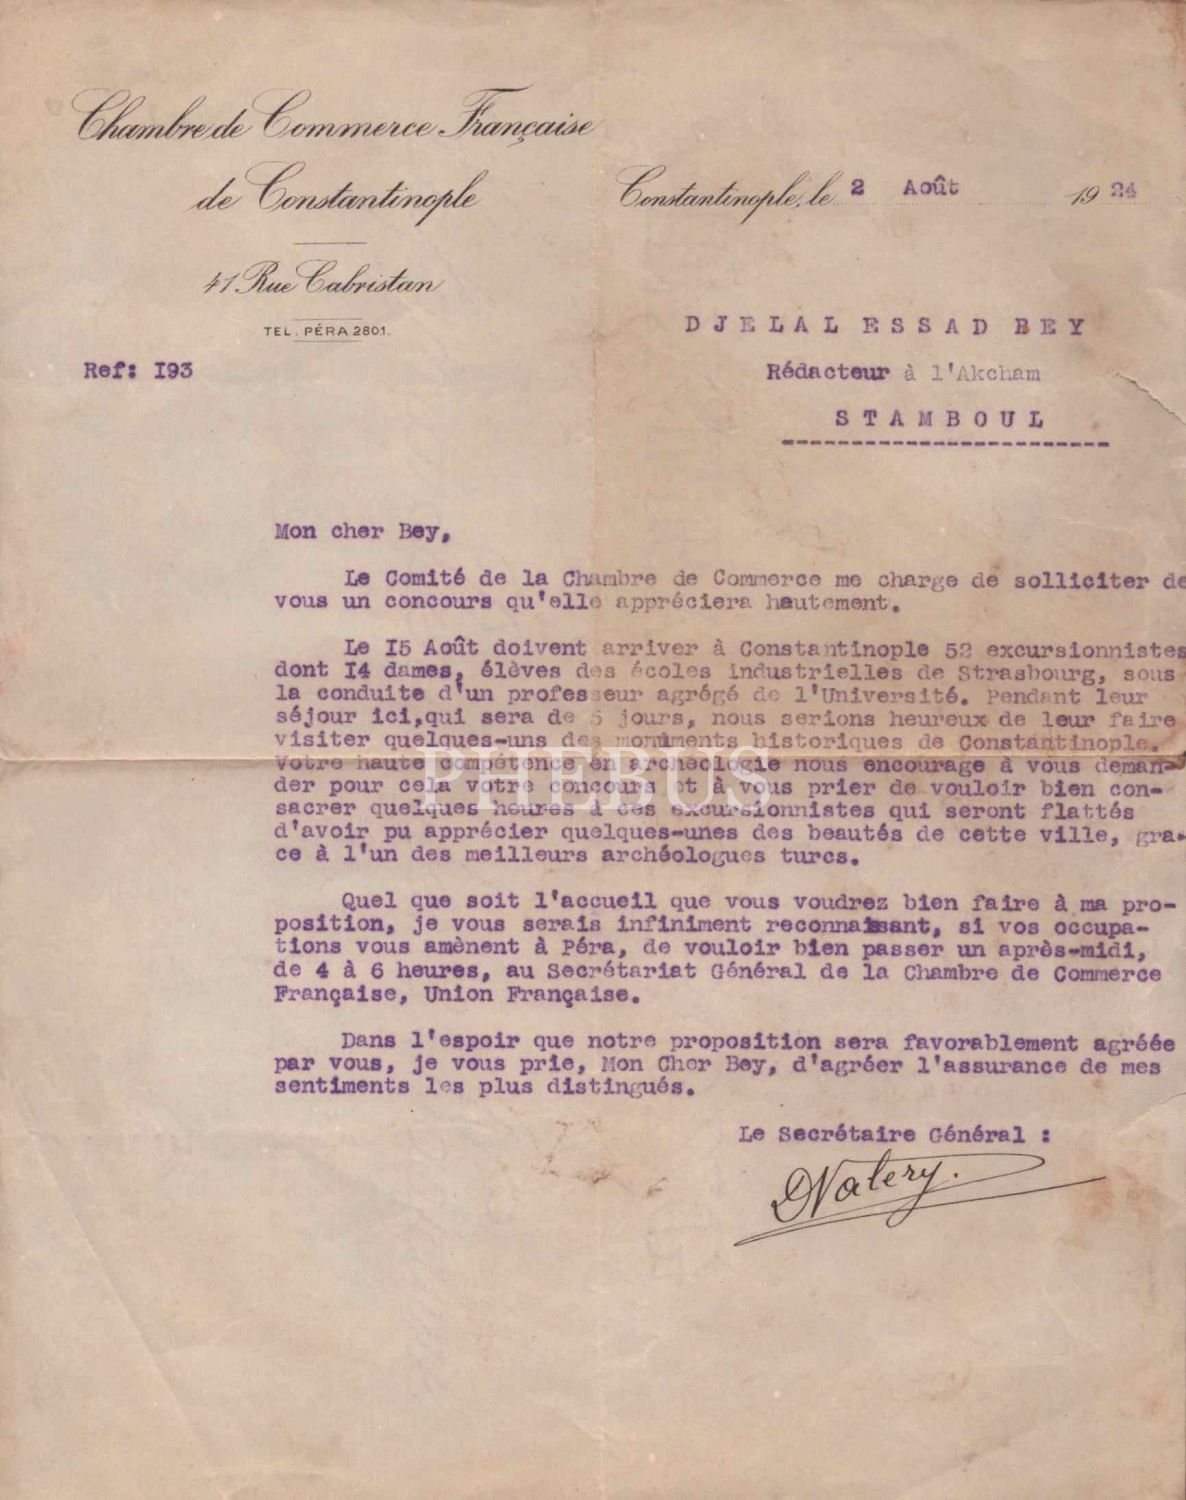 Chambre de Commerce Française
de Constantinople
41 Rue Cabristan
TEL. PÉRA 2801.
Ref: I93
Constantinople, le 2 Août 1924
DJELAL ESSAD BEY
Rédacteur à l'Akcham
STAMBOUL
Mon cher Bey,
Le Comité de la Chambre de Commerce me charge de solliciter de
vous un concours qu'elle appréciera hautement.
Le I5 Août doivent arriver à Constantinople 52 excursionnistes
dont I4 dames, élèves des écoles industrielles de Strasbourg, sous
la conduite d'un professeur agrégé de l'Université. Pendant leur
séjour ici,qui sera de 5 jours, nous serions heureux de leur faire
visiter quelques-uns des monuments historiques de Constantinople.
Votre haute compétence en archéologie nous encourage à vous deman-
der pour cela votre concours et à vous prier de vouloir bien con-
sacrer quelques heures à ces excursionnistes qui seront flattés
d'avoir pu apprécier quelques-unes des beautés de cette ville, gra-
ce à l'un des meilleurs archéologues turcs.
Quel que soit l'accueil que vous voudrez bien faire à ma pro-
position, je vous serais infiniment reconnaissant, si vos occupa-
tions vous amènent à Péra, de vouloir bien passer un après-midi,
de 4 à 6 heures, au Secrétariat Général de la Chambre de Commerce
Française, Union Française.
Dans l'espoir que notre proposition sera favorablement agréée
par vous, je vous prie, Mon Cher Bey, d'agréer l'assurance de mes
sentiments les plus distingués.
Le Secrétaire Général :
DValery.
PHEBUS